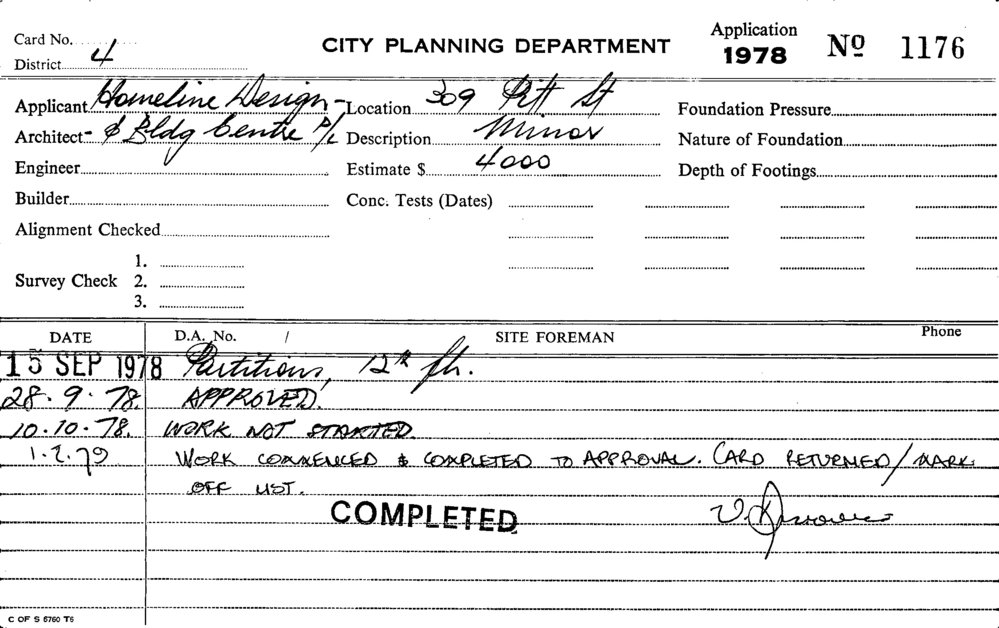 Card No.
CITY PLANNING DEPARTMENT
Application 1978 No 1176
District 4
Applicant Homeline Design Location 309 Pitt St Foundation Pressure
Architect & Bldg Centre P/L Description Minor Nature of Foundation
Engineer Estimate $ 4000 Depth of Footings
Builder Conc. Tests (Dates)
Alignment Checked
1.
Survey Check 2.
3.
DATE D.A. No. / SITE FOREMAN Phone
15 SEP 1978 Partitions, 12th flr.
28.9.78. APPROVED.
10.10.78. WORK NOT STARTED.
1.2.79 WORK COMMENCED & COMPLETED TO APPROVAL. CARD RETURNED/MARK
OFF LIST.
COMPLETED
C OF S 5760 T5